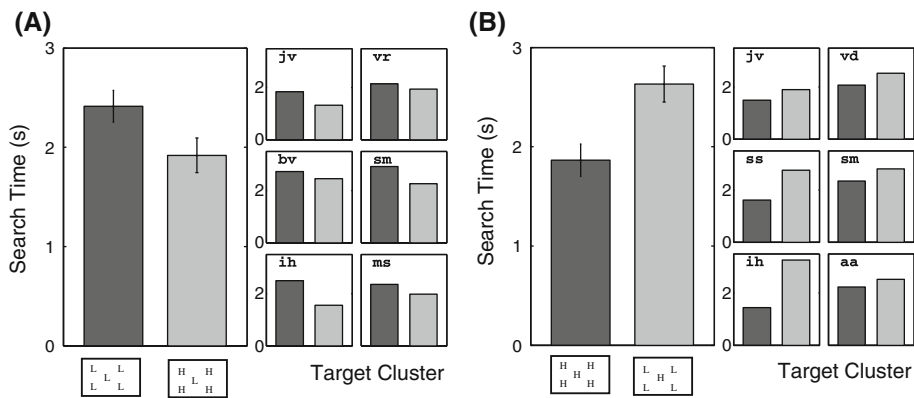 (A)
Search Time (s)
3
2
1
0
jv
vr
2
0
bv
sm
2
0
ih
ms
2
0
L L
L
L L
H H
L
H H
Target Cluster
(B)
Search Time (s)
3
2
1
0
jv
vd
2
0
ss
sm
2
0
ih
aa
2
0
H H
H
H H
L L
H
L L
Target Cluster